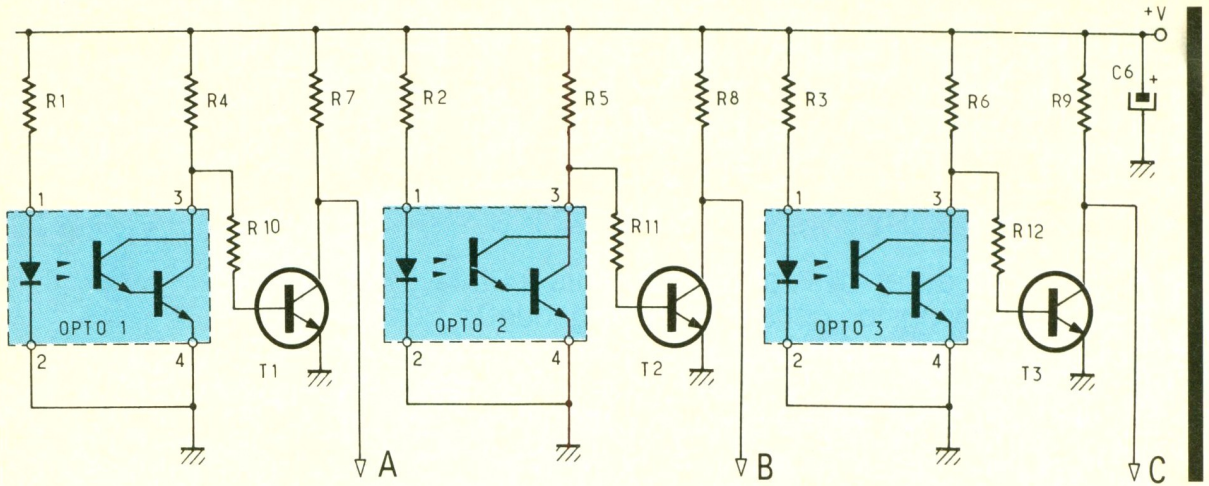 +V
R1 R4 R7 R2 R5 R8 R3 R6 R9 C6 +
1 3 1 3 1 3
R10 R11 R12
OPTO 1 OPTO 2 OPTO 3
2 4 T1 2 4 T2 2 4 T3
A B C